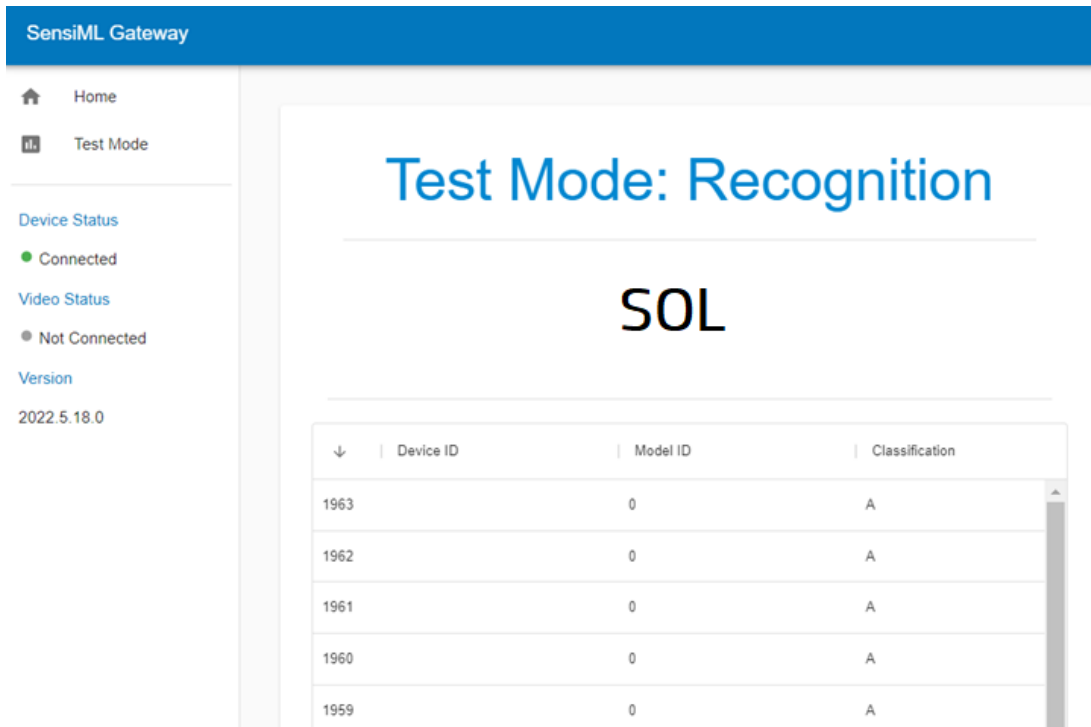 SensiML Gateway
Home
Test Mode
Device Status
Connected
Video Status
Not Connected
Version
2022.5.18.0
Test Mode: Recognition
SOL
Device ID Model ID Classification
1963 0 A
1962 0 A
1961 0 A
1960 0 A
1959 0 A